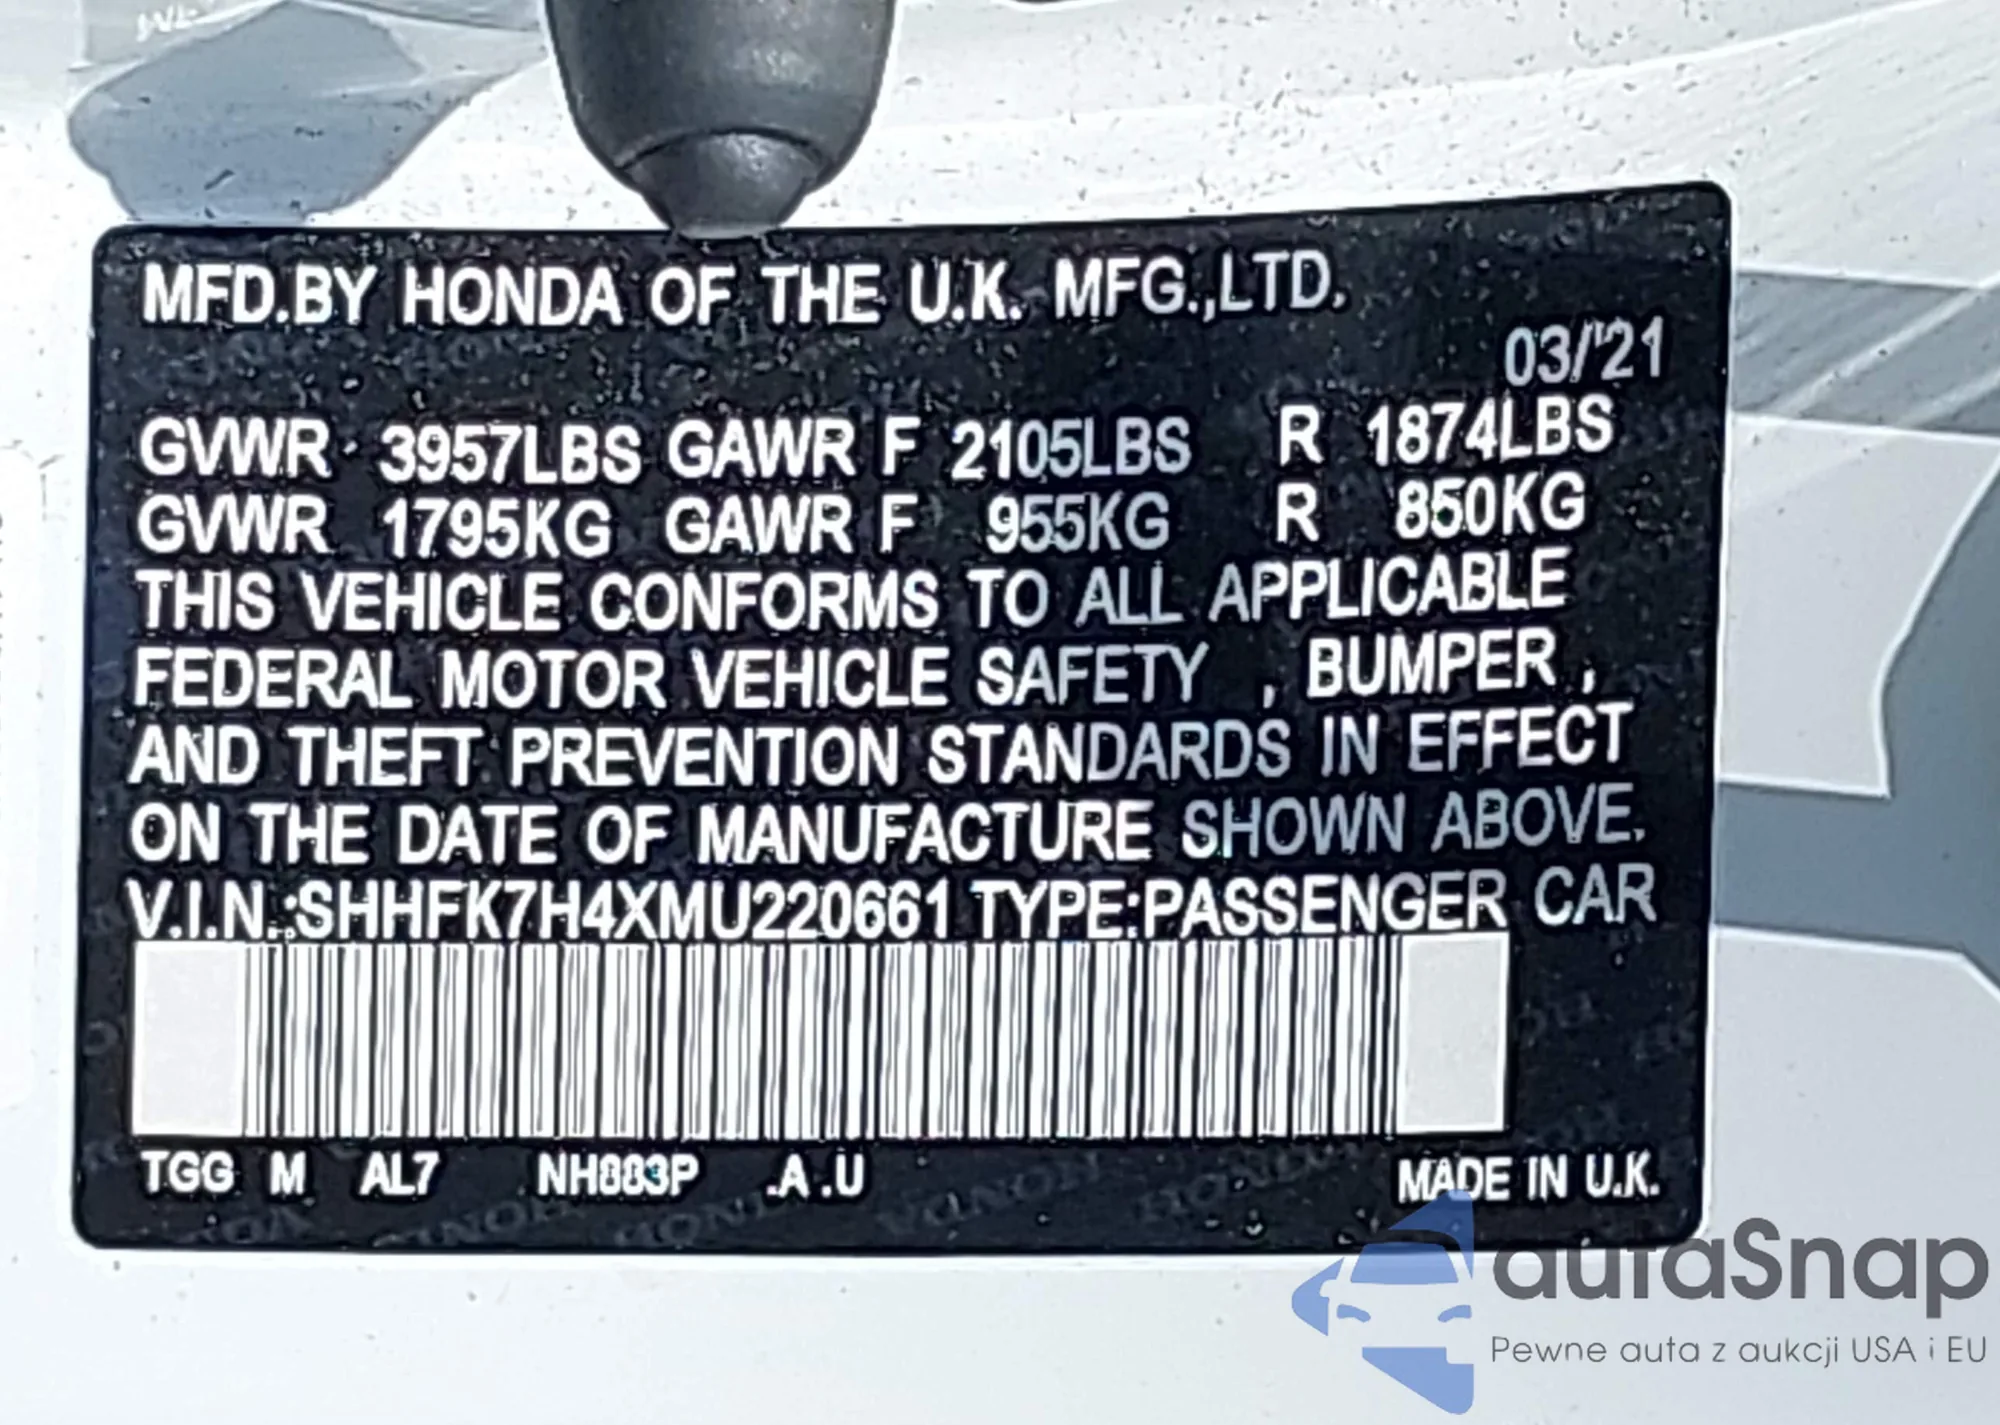 MFD.BY HONDA OF THE U.K. MFG.,LTD.
03/'21
GVWR 3957LBS GAWR F 2105LBS R 1874LBS
GVWR 1795KG GAWR F 955KG R 850KG
THIS VEHICLE CONFORMS TO ALL APPLICABLE
FEDERAL MOTOR VEHICLE SAFETY , BUMPER ,
AND THEFT PREVENTION STANDARDS IN EFFECT
ON THE DATE OF MANUFACTURE SHOWN ABOVE.
V.I.N.:SHHFK7H4XMU220661 TYPE:PASSENGER CAR
TGG M AL7 NH883P .A .U MADE IN U.K.
autaSnap
Pewne auta z aukcji USA i EU